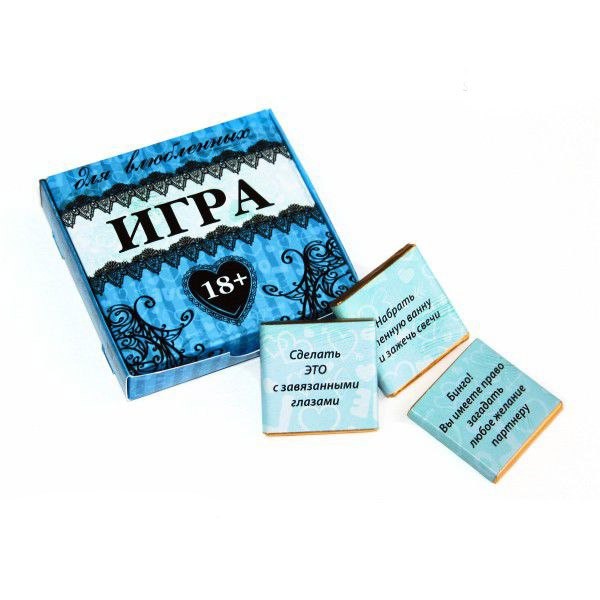 для влюбленных
ИГРА
18+
Сделать
ЭТО
с завязанными
глазами
Набрать
пенную ванну
и зажечь свечи
Бинго!
Вы имеете право
загадать
любое желание
партнеру